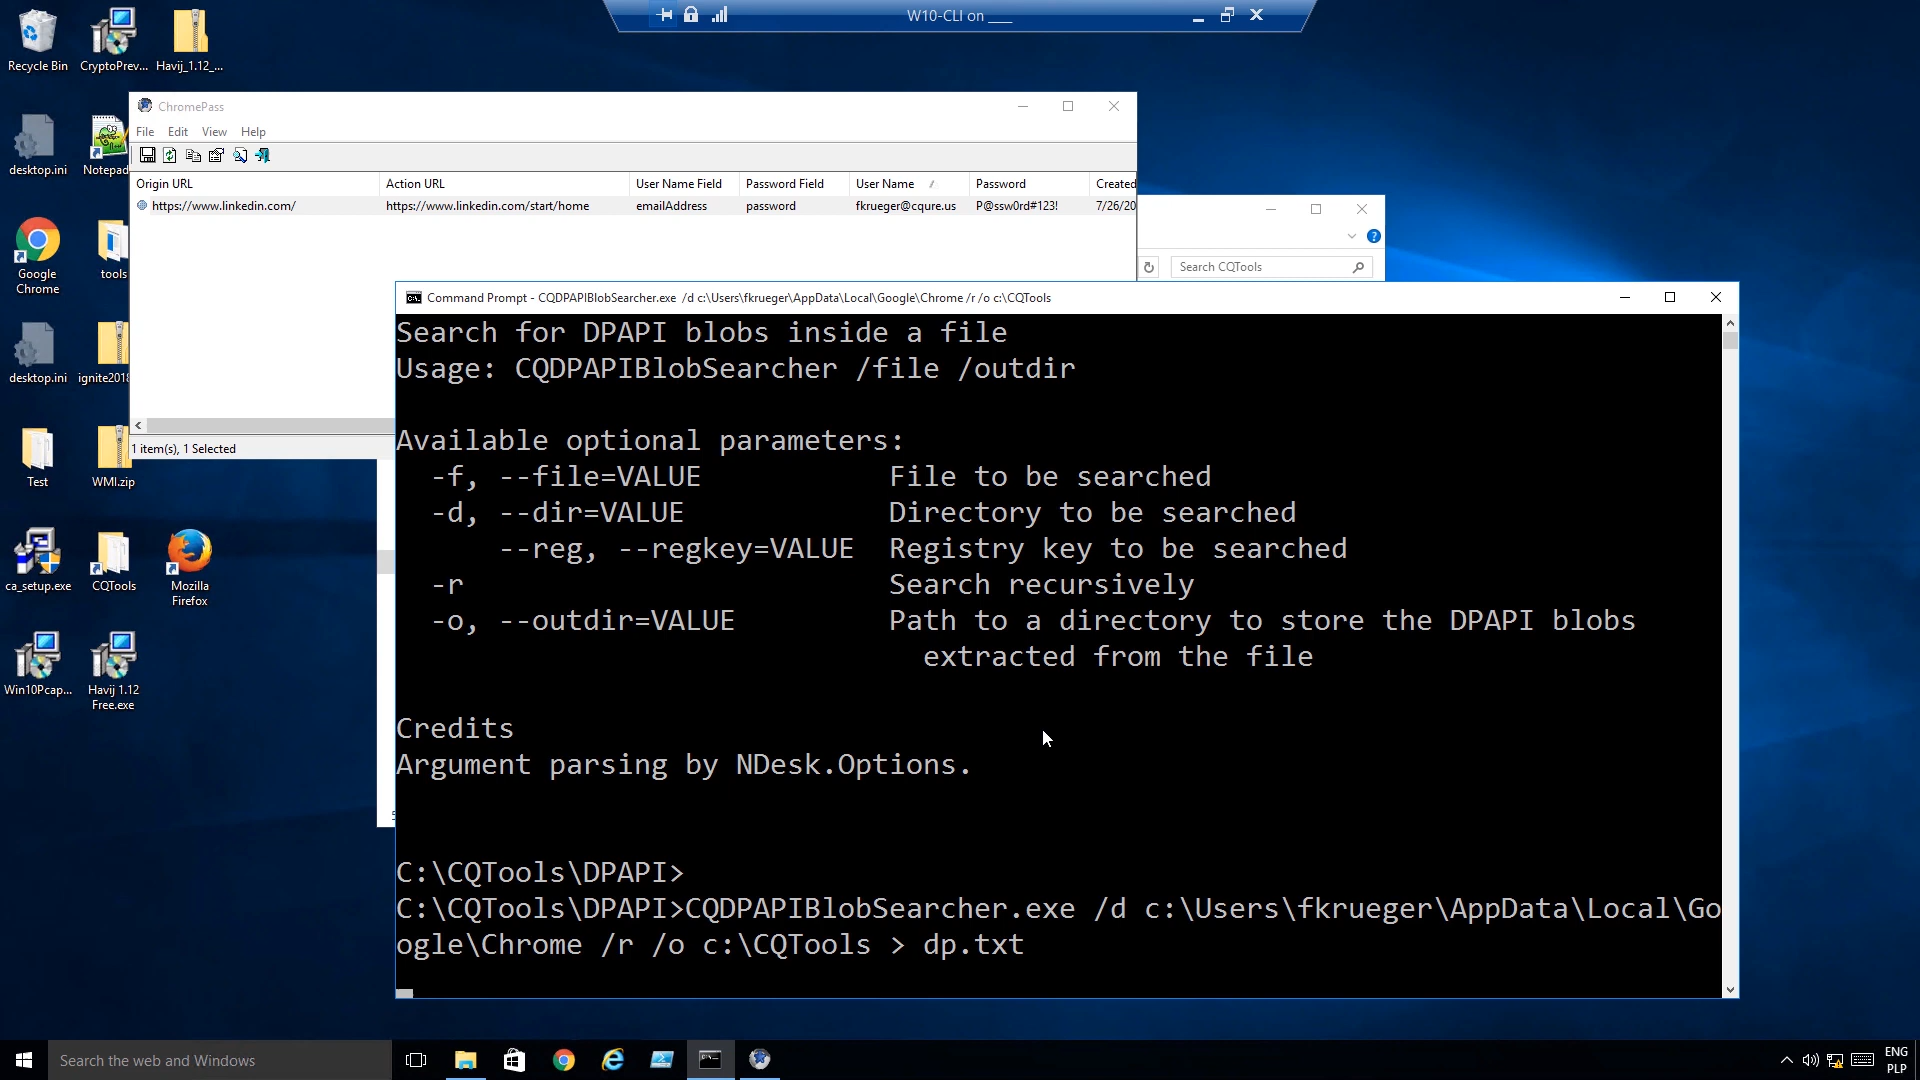 W10-CLI on ___
Recycle Bin
CryptoPrev...
Havij_1.12_...
desktop.ini
Notepad
Google
Chrome
tools
desktop.ini
ignite2018
Test
WMI.zip
ca_setup.exe
CQTools
Mozilla
Firefox
Win10Pcap...
Havij 1.12
Free.exe
ChromePass
File Edit View Help
Origin URL Action URL User Name Field Password Field User Name Password Created
https://www.linkedin.com/ https://www.linkedin.com/start/home emailAddress password fkrueger@cqure.us P@ssw0rd#123! 7/26/20
1 item(s), 1 Selected
Search CQTools
Command Prompt - CQDPAPIBlobSearcher.exe /d c:\Users\fkrueger\AppData\Local\Google\Chrome /r /o c:\CQTools
Search for DPAPI blobs inside a file
Usage: CQDPAPIBlobSearcher /file /outdir
Available optional parameters:
-f, --file=VALUE File to be searched
-d, --dir=VALUE Directory to be searched
--reg, --regkey=VALUE Registry key to be searched
-r Search recursively
-o, --outdir=VALUE Path to a directory to store the DPAPI blobs
extracted from the file
Credits
Argument parsing by NDesk.Options.
C:\CQTools\DPAPI>
C:\CQTools\DPAPI>CQDPAPIBlobSearcher.exe /d c:\Users\fkrueger\AppData\Local\Go
ogle\Chrome /r /o c:\CQTools > dp.txt
Search the web and Windows
ENG
PLP